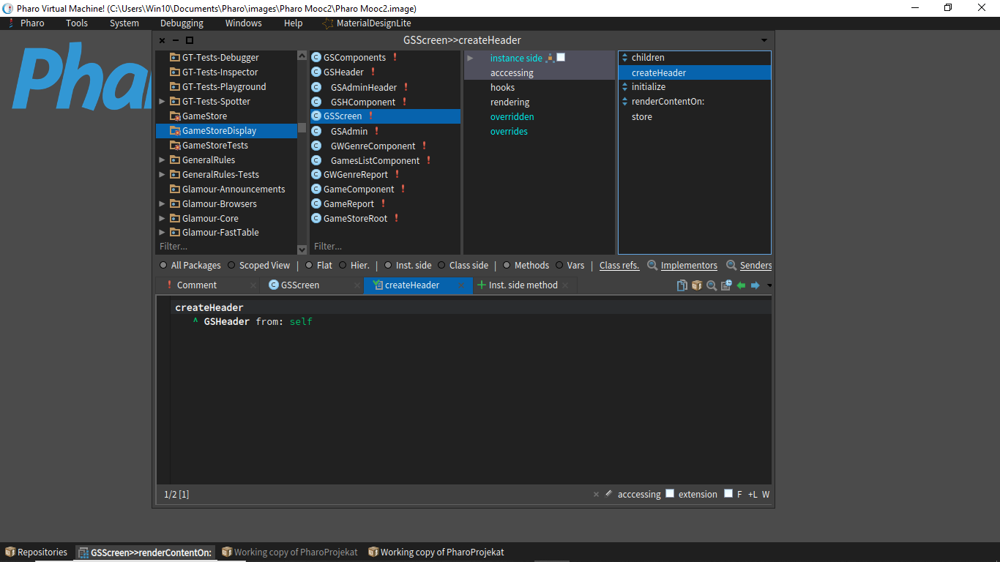 Pharo Virtual Machine! (C:\Users\Win10\Documents\Pharo\images\Pharo Mooc2\Pharo Mooc2.image)
Pharo Tools System Debugging Windows Help MaterialDesignLite
Phar
GSScreen>>createHeader
GT-Tests-Debugger
GT-Tests-Inspector
GT-Tests-Playground
GT-Tests-Spotter
GameStore
GameStoreDisplay
GameStoreTests
GeneralRules
GeneralRules-Tests
Glamour-Announcements
Glamour-Browsers
Glamour-Core
Glamour-FastTable
Filter...
GSComponents
GSHeader
GSAdminHeader
GSHComponent
GSScreen
GSAdmin
GWGenreComponent
GamesListComponent
GWGenreReport
GameComponent
GameReport
GameStoreRoot
Filter...
instance side
acccessing
hooks
rendering
overridden
overrides
children
createHeader
initialize
renderContentOn:
store
All Packages Scoped View | Flat Hier. | Inst. side Class side | Methods Vars | Class refs. Implementors Senders
Comment GSScreen createHeader Inst. side method
createHeader
^ GSHeader from: self
1/2 [1] acccessing extension F +L W
Repositories GSScreen>>renderContentOn: Working copy of PharoProjekat Working copy of PharoProjekat